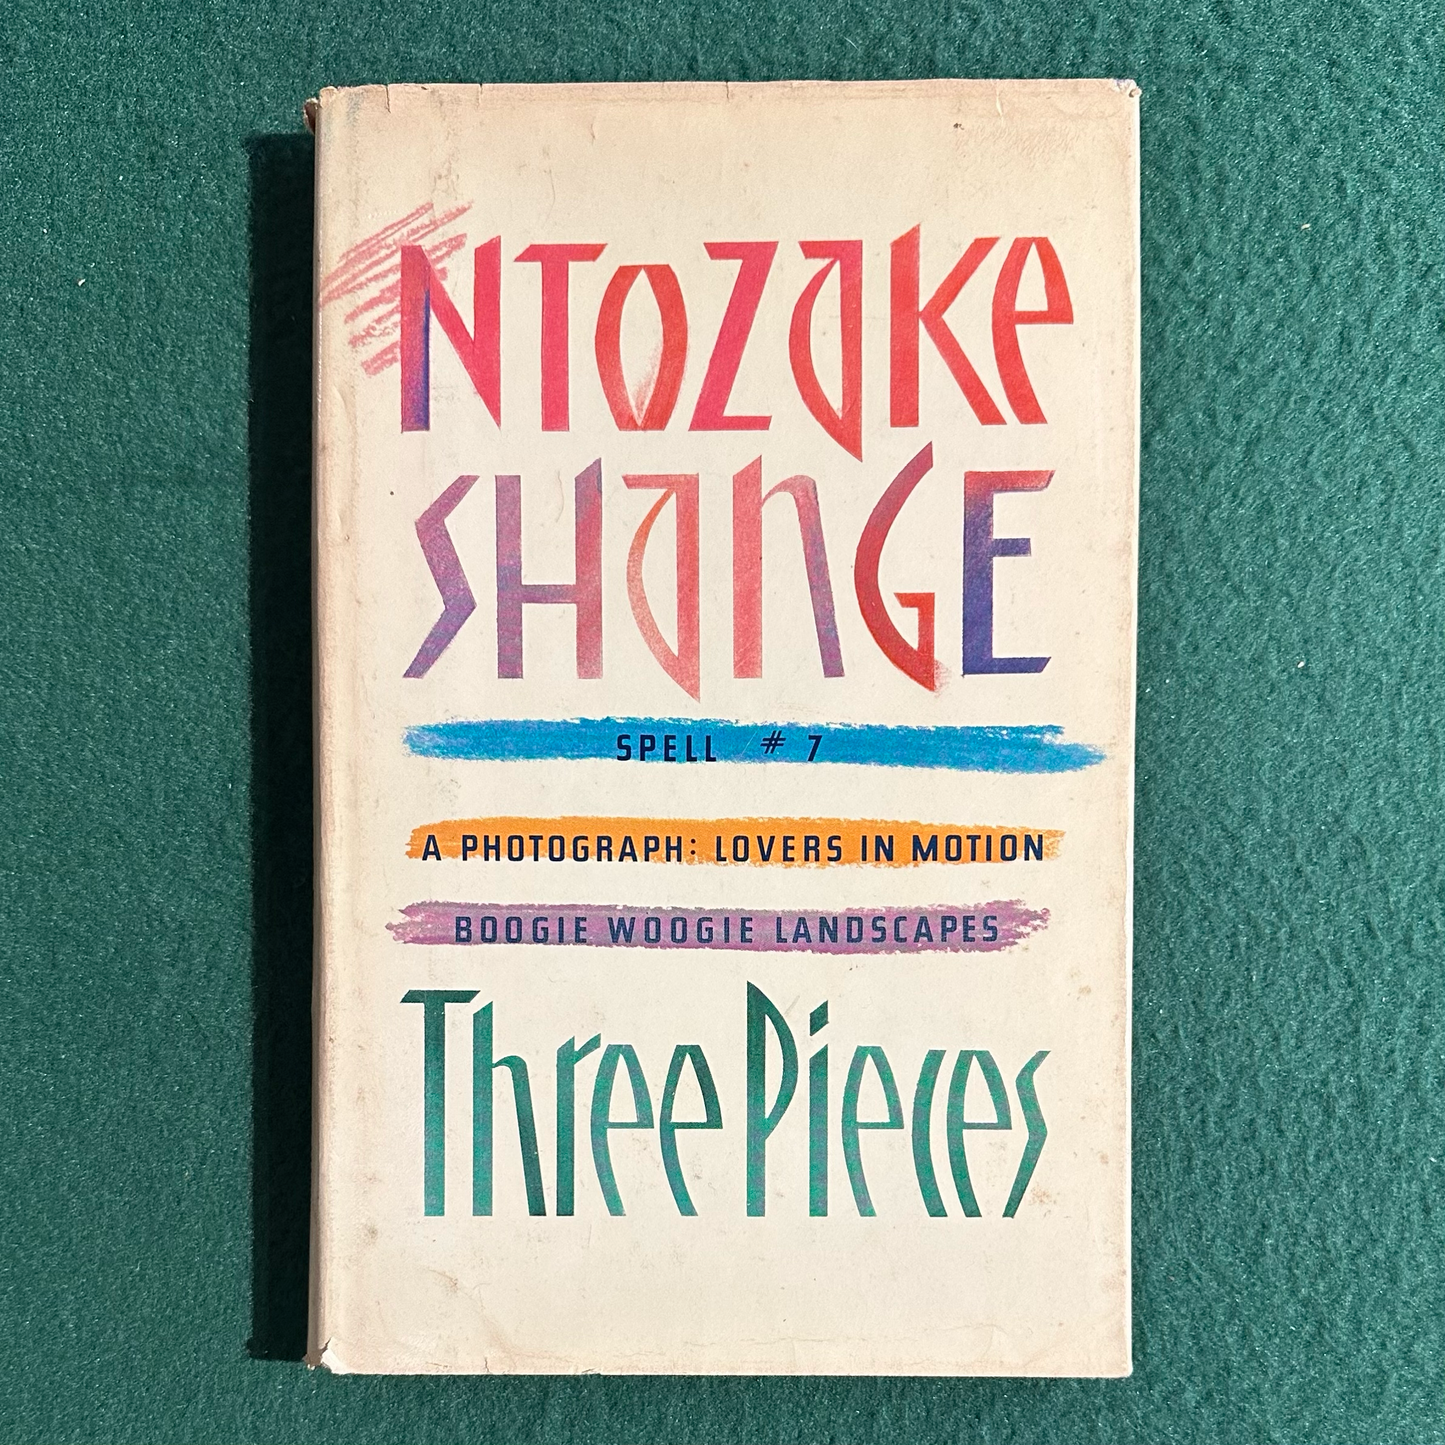 NTOZAKE
SHANGE
SPELL # 7
A PHOTOGRAPH: LOVERS IN MOTION
BOOGIE WOOGIE LANDSCAPES
Three Pieces